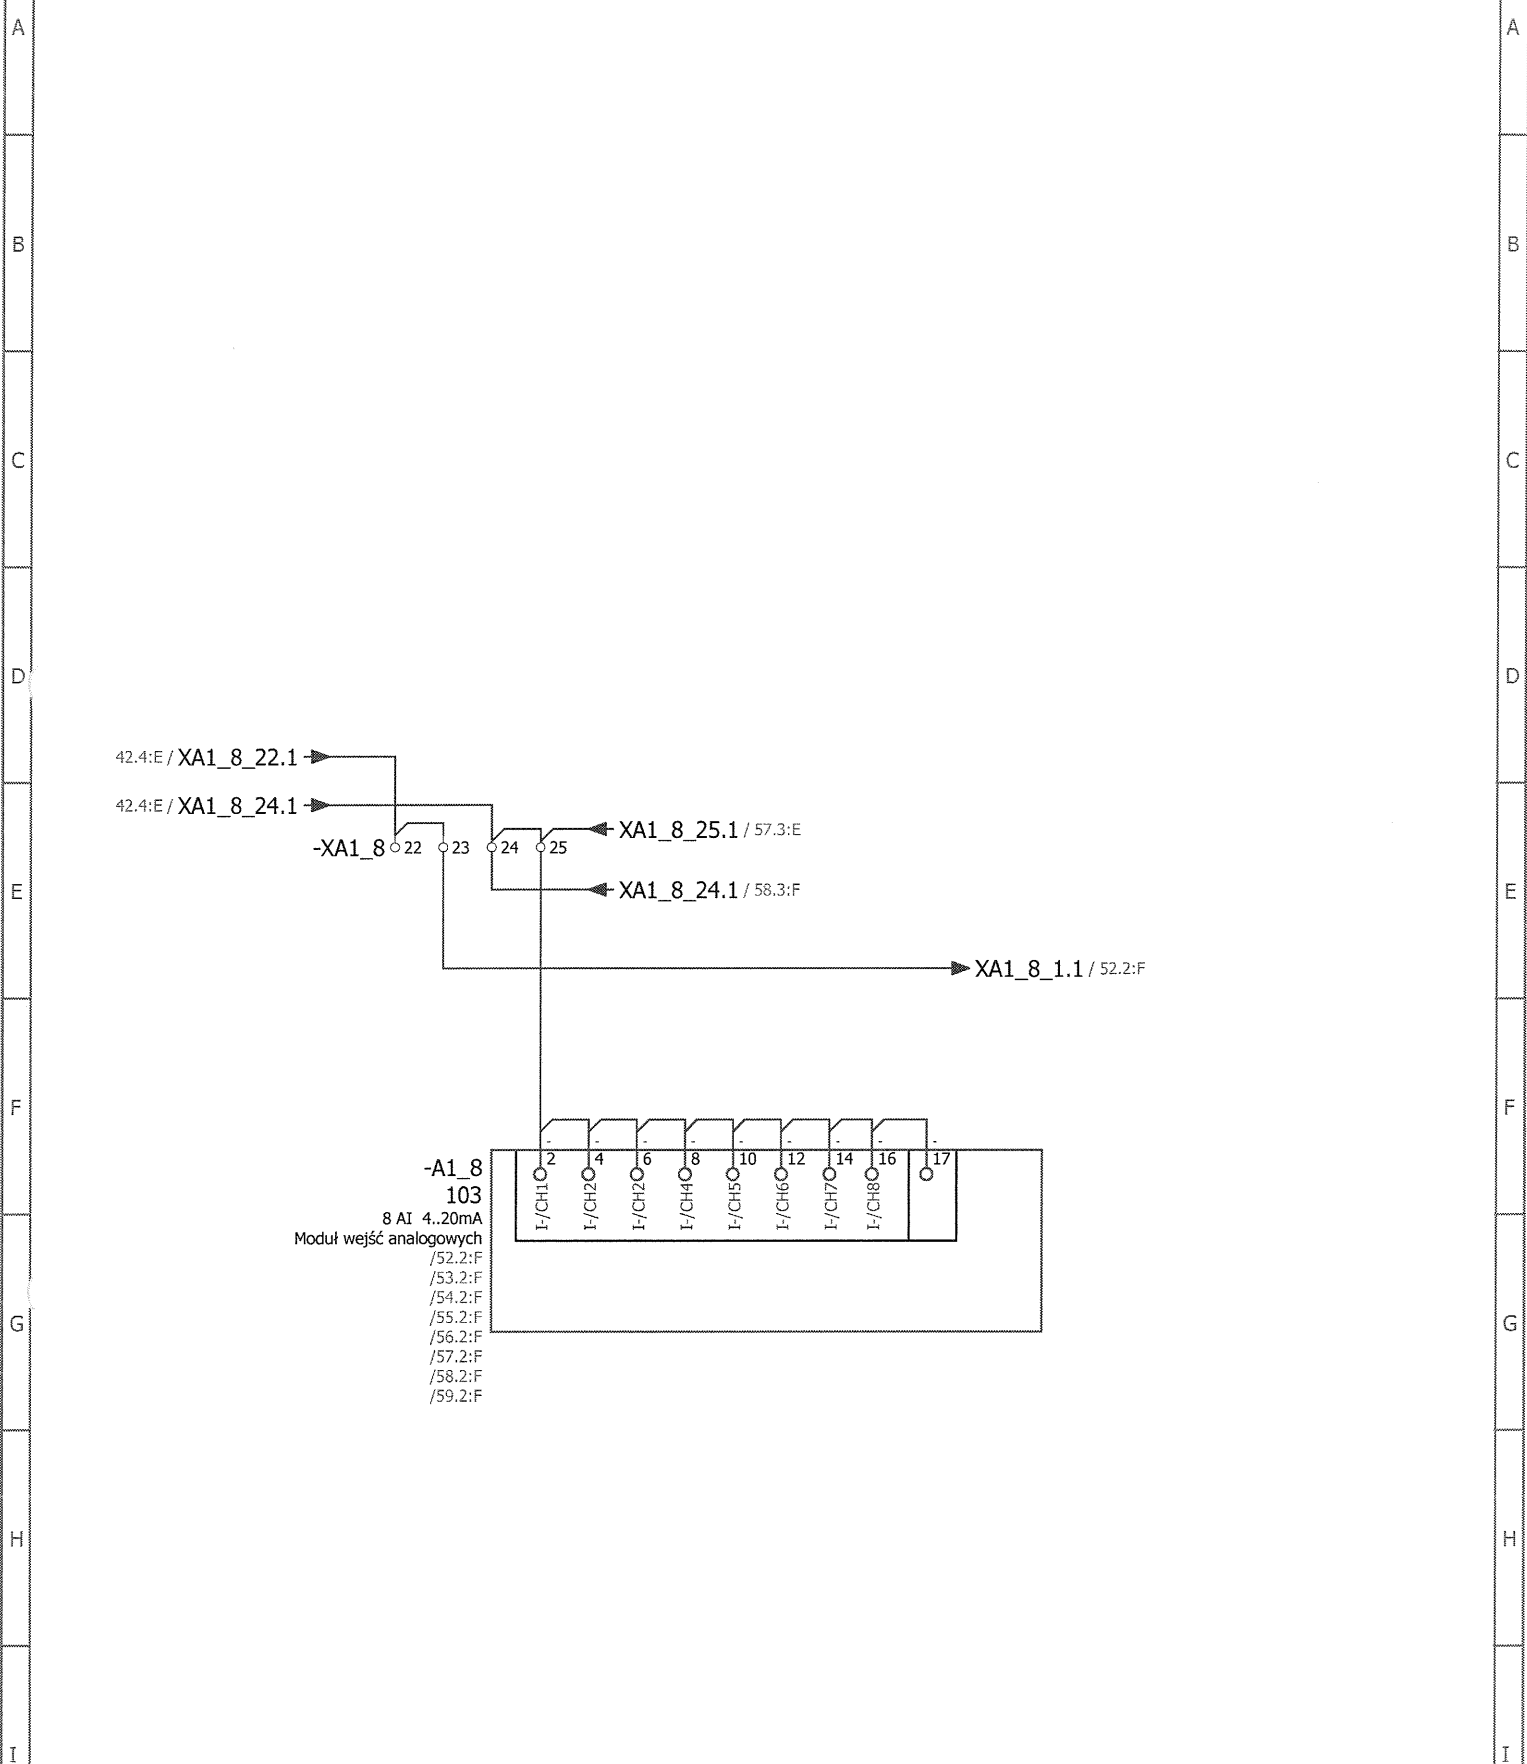 A A
B B
C C
D D
42.4:E / XA1_8_22.1
42.4:E / XA1_8_24.1
XA1_8_25.1 / 57.3:E
-XA1_8 22 23 24 25
E XA1_8_24.1 / 58.3:F E
XA1_8_1.1 / 52.2:F
F F
- - - - - - - - -
2 4 6 8 10 12 14 16 17
-A1_8
103
8 AI 4..20mA
Moduł wejść analogowych
I-/CH1
I-/CH2
I-/CH2
I-/CH4
I-/CH5
I-/CH6
I-/CH7
I-/CH8
/52.2:F
/53.2:F
/54.2:F
/55.2:F
G G
/56.2:F
/57.2:F
/58.2:F
/59.2:F
H H
I I